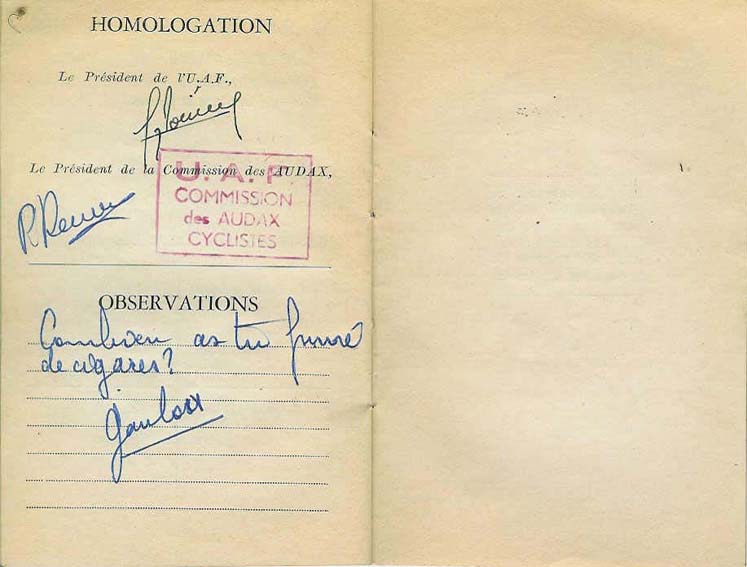 HOMOLOGATION
Le Président de l'U.A.F.,
Le Président de la Commission des AUDAX,
U.A.F
COMMISSION
des AUDAX
CYCLISTES
OBSERVATIONS
Combien as tu fumé
de cigares?